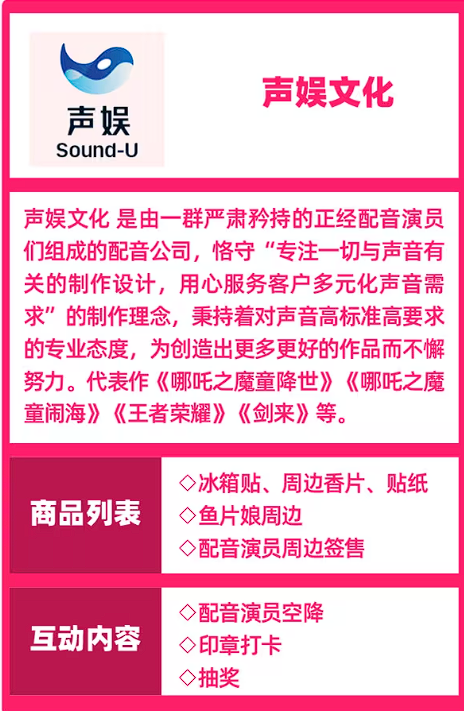 声娱
Sound-U
声娱文化
声娱文化 是由一群严肃矜持的正经配音演员
们组成的配音公司，恪守“专注一切与声音有
关的制作设计，用心服务客户多元化声音需
求”的制作理念，秉持着对声音高标准高要求
的专业态度，为创造出更多更好的作品而不懈
努力。代表作《哪吒之魔童降世》《哪吒之魔
童闹海》《王者荣耀》《剑来》等。
商品列表
◇冰箱贴、周边香片、贴纸
◇鱼片娘周边
◇配音演员周边签售
互动内容
◇配音演员空降
◇印章打卡
◇抽奖